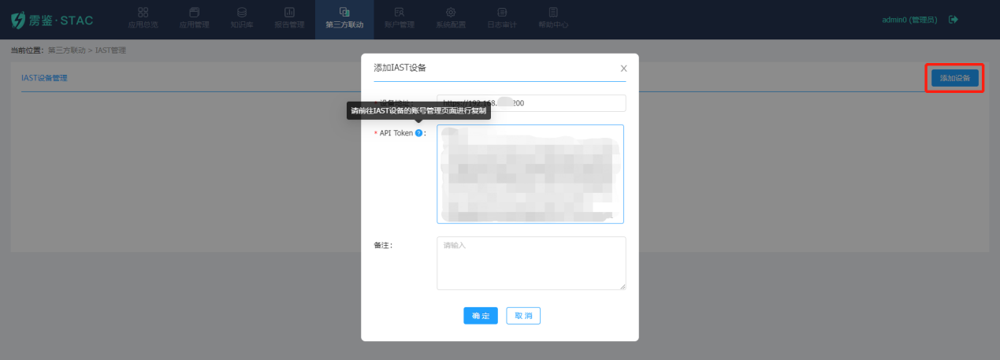 雳鉴·STAC
应用总览
应用管理
知识库
报告管理
第三方联动
账户管理
系统配置
日志审计
帮助中心
admin0 (管理员)
当前位置： 第三方联动 > IAST管理
IAST设备管理
添加设备
添加IAST设备
* 设备地址：
https://192.168. 200
请前往IAST设备的账号管理页面进行复制
* API Token ? :
备注：
请输入
确 定
取 消